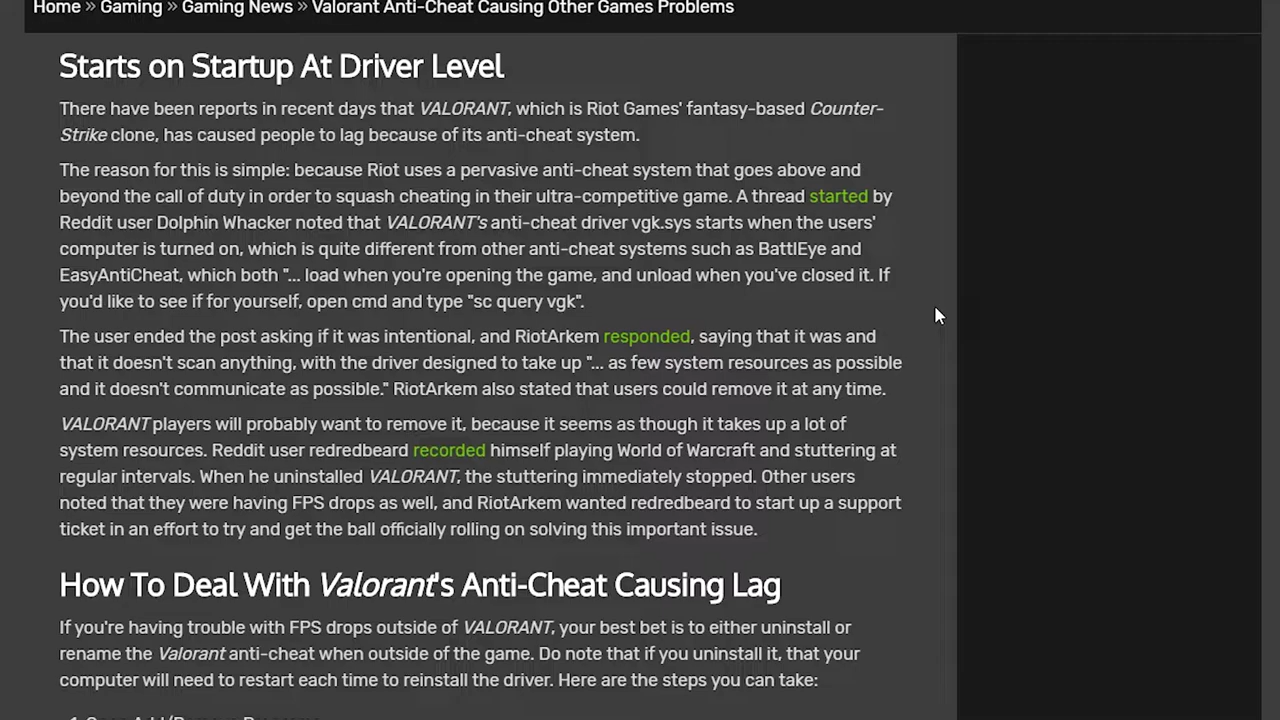 Home » Gaming » Gaming News » Valorant Anti-Cheat Causing Other Games Problems
Starts on Startup At Driver Level
There have been reports in recent days that VALORANT, which is Riot Games' fantasy-based Counter-
Strike clone, has caused people to lag because of its anti-cheat system.
The reason for this is simple: because Riot uses a pervasive anti-cheat system that goes above and
beyond the call of duty in order to squash cheating in their ultra-competitive game. A thread started by
Reddit user Dolphin Whacker noted that VALORANT's anti-cheat driver vgk.sys starts when the users'
computer is turned on, which is quite different from other anti-cheat systems such as BattlEye and
EasyAntiCheat, which both "... load when you're opening the game, and unload when you've closed it. If
you'd like to see if for yourself, open cmd and type "sc query vgk".
The user ended the post asking if it was intentional, and RiotArkem responded, saying that it was and
that it doesn't scan anything, with the driver designed to take up "... as few system resources as possible
and it doesn't communicate as possible." RiotArkem also stated that users could remove it at any time.
VALORANT players will probably want to remove it, because it seems as though it takes up a lot of
system resources. Reddit user redredbeard recorded himself playing World of Warcraft and stuttering at
regular intervals. When he uninstalled VALORANT, the stuttering immediately stopped. Other users
noted that they were having FPS drops as well, and RiotArkem wanted redredbeard to start up a support
ticket in an effort to try and get the ball officially rolling on solving this important issue.
How To Deal With Valorant's Anti-Cheat Causing Lag
If you're having trouble with FPS drops outside of VALORANT, your best bet is to either uninstall or
rename the Valorant anti-cheat when outside of the game. Do note that if you uninstall it, that your
computer will need to restart each time to reinstall the driver. Here are the steps you can take:
1. Open Add/Remove Programs